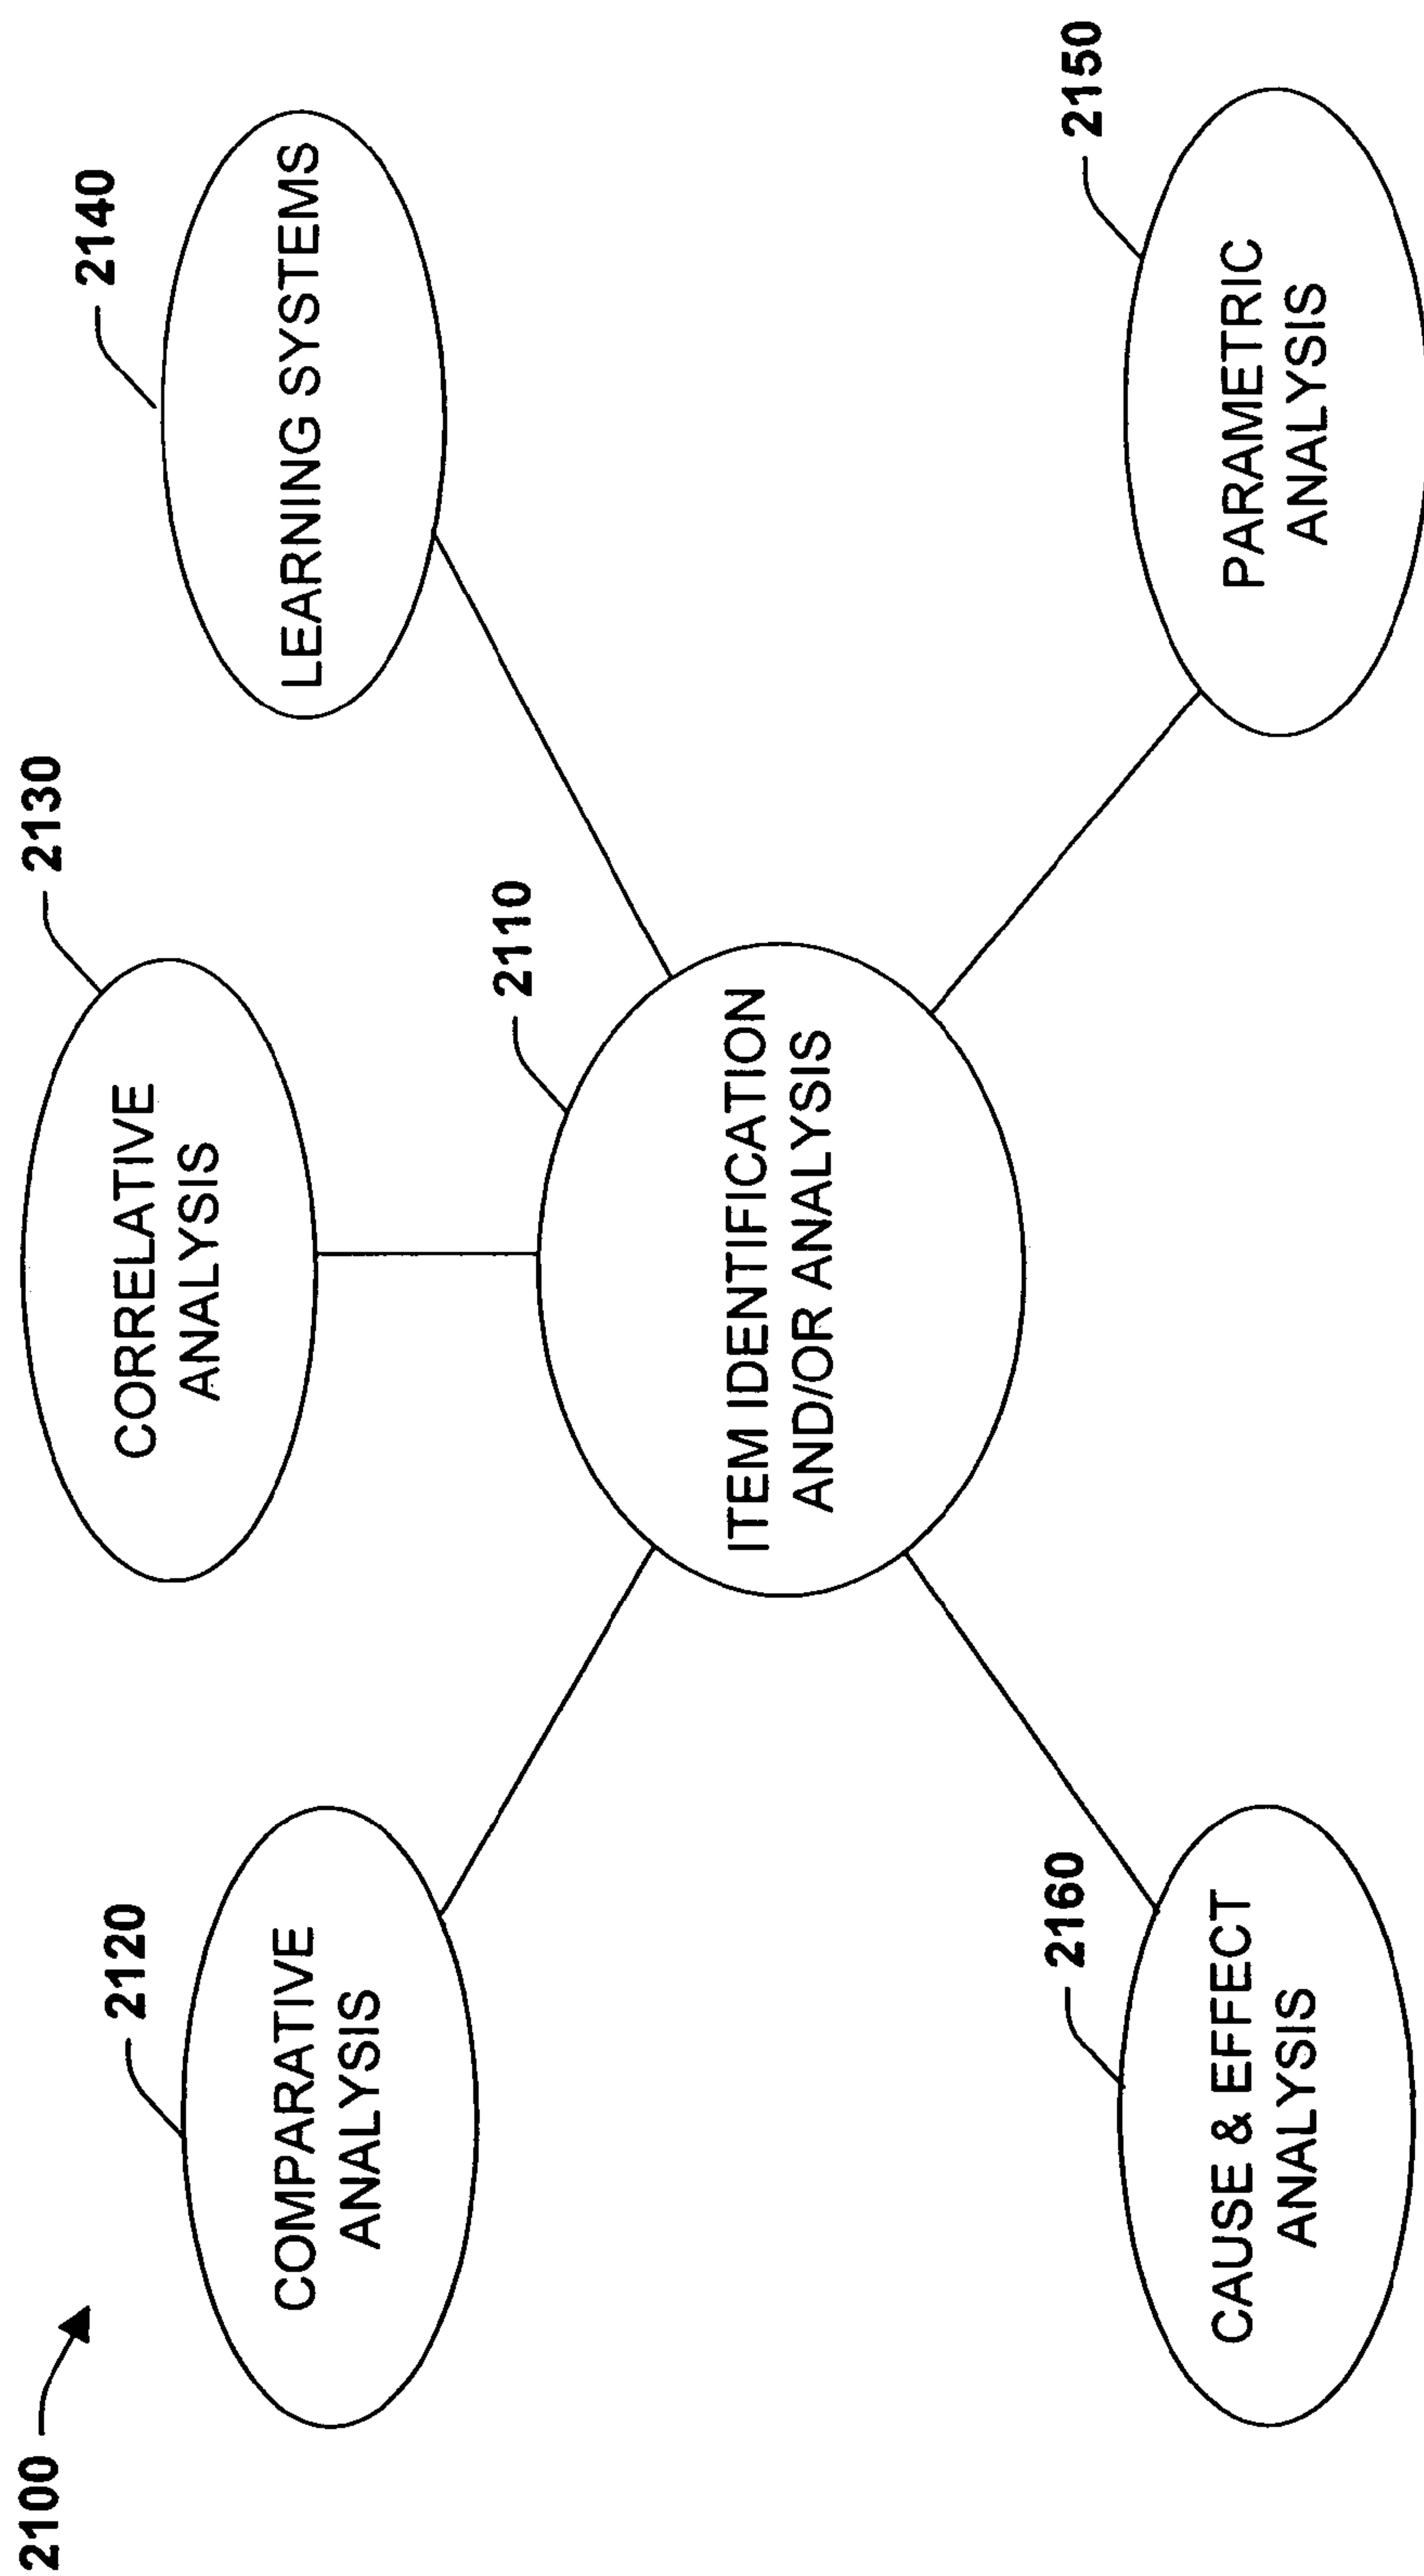 2100
2120
COMPARATIVE
ANALYSIS
2130
CORRELATIVE
ANALYSIS
2140
LEARNING SYSTEMS
2110
ITEM IDENTIFICATION
AND/OR ANALYSIS
2160
CAUSE & EFFECT
ANALYSIS
2150
PARAMETRIC
ANALYSIS